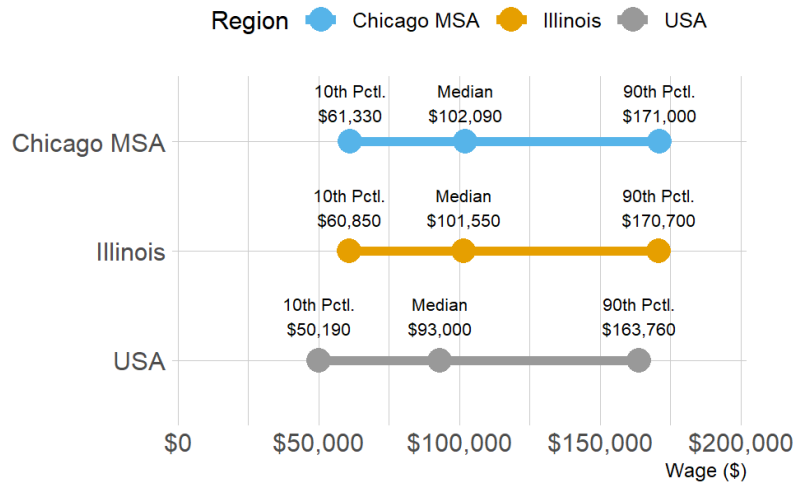 Region Chicago MSA Illinois USA
10th Pctl. Median 90th Pctl.
$61,330 $102,090 $171,000
Chicago MSA
10th Pctl. Median 90th Pctl.
$60,850 $101,550 $170,700
Illinois
10th Pctl. Median 90th Pctl.
$50,190 $93,000 $163,760
USA
$0 $50,000 $100,000 $150,000 $200,000
Wage ($)